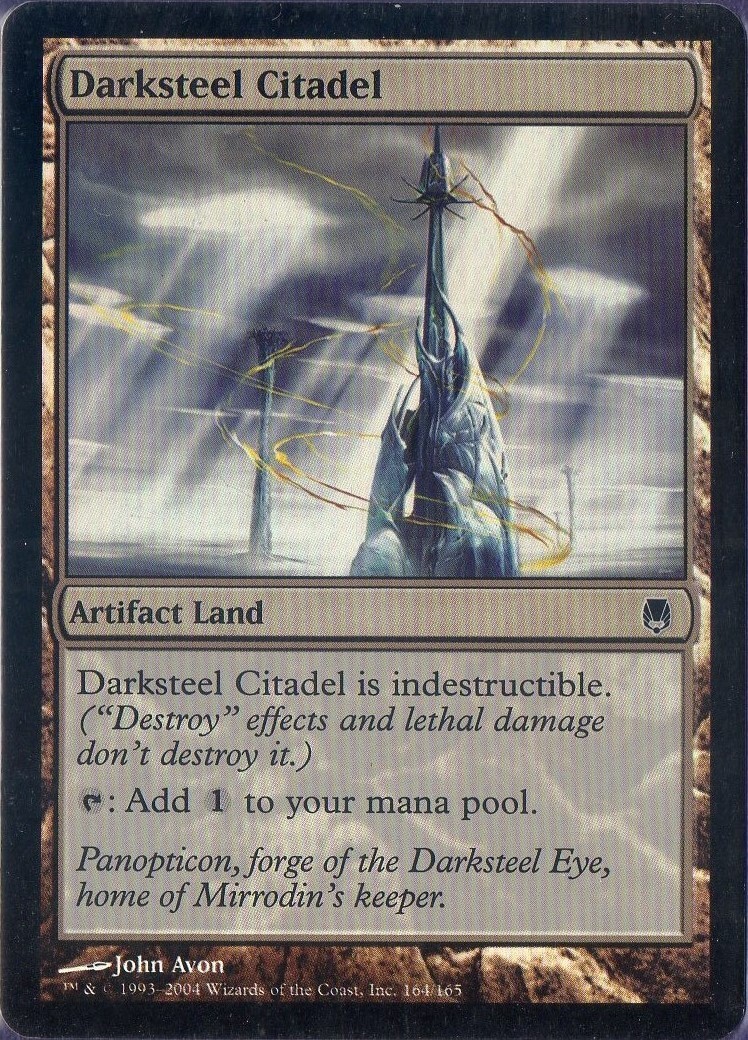 Darksteel Citadel
Artifact Land
Darksteel Citadel is indestructible.
(“Destroy” effects and lethal damage
don’t destroy it.)
: Add 1 to your mana pool.
Panopticon, forge of the Darksteel Eye,
home of Mirrodin’s keeper.
John Avon
™ & © 1993–2004 Wizards of the Coast, Inc. 164/165